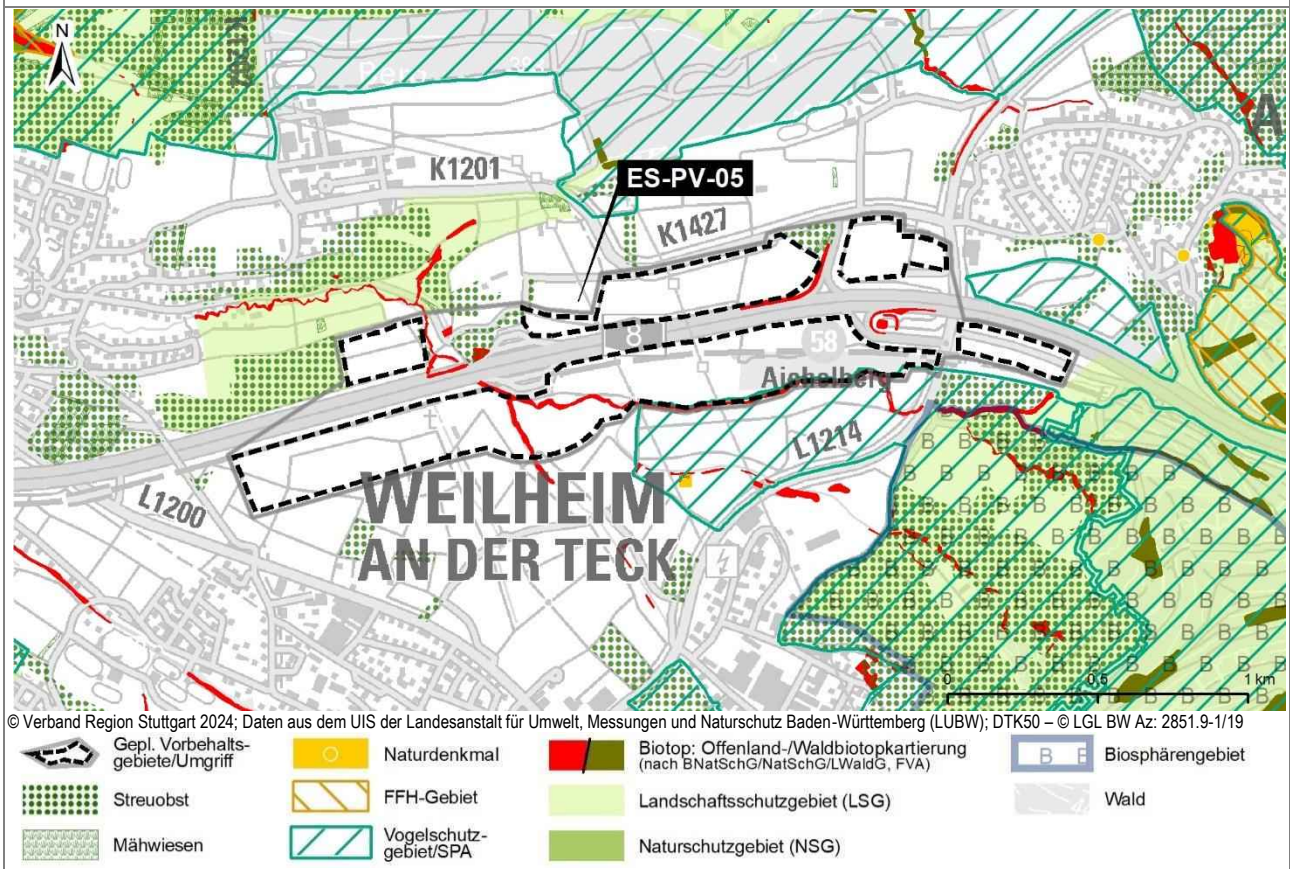 N
K1201
ES-PV-05
K1427
8
58
Aichelberg
L1214
L1200
WEILHEIM
AN DER TECK
A
B B B B B B
0 0,5 1 km
© Verband Region Stuttgart 2024; Daten aus dem UIS der Landesanstalt für Umwelt, Messungen und Naturschutz Baden-Württemberg (LUBW); DTK50 – © LGL BW Az: 2851.9-1/19
Gepl. Vorbehalts-
gebiete/Umgriff
Naturdenkmal
Biotop: Offenland-/Waldbiotopkartierung
(nach BNatSchG/NatSchG/LWaldG, FVA)
B B
Biosphärengebiet
Streuobst
FFH-Gebiet
Landschaftsschutzgebiet (LSG)
Wald
Mähwiesen
Vogelschutz-
gebiet/SPA
Naturschutzgebiet (NSG)